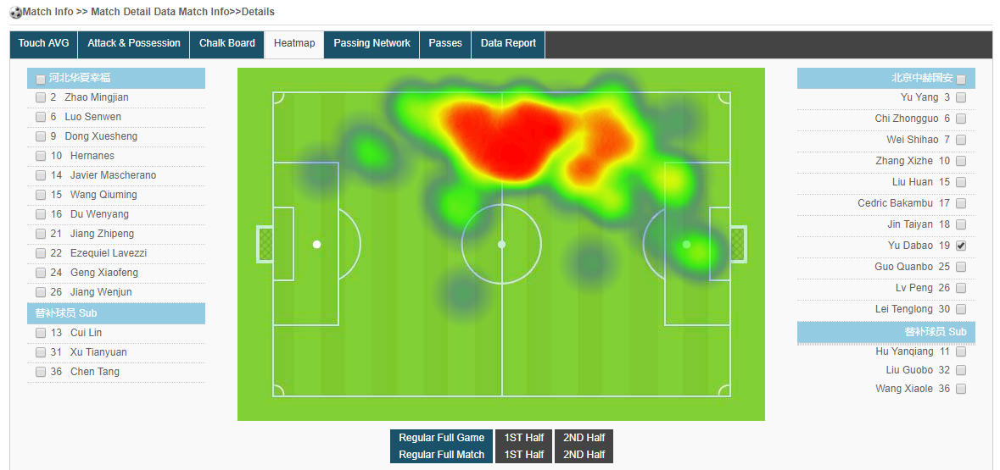 Match Info >> Match Detail Data Match Info>>Details
Touch AVG Attack & Possession Chalk Board Heatmap Passing Network Passes Data Report
河北华夏幸福
2 Zhao Mingjian
6 Luo Senwen
9 Dong Xuesheng
10 Hernanes
14 Javier Mascherano
15 Wang Qiuming
16 Du Wenyang
21 Jiang Zhipeng
22 Ezequiel Lavezzi
24 Geng Xiaofeng
26 Jiang Wenjun
替补球员 Sub
13 Cui Lin
31 Xu Tianyuan
36 Chen Tang
北京中赫国安
Yu Yang 3
Chi Zhongguo 6
Wei Shihao 7
Zhang Xizhe 10
Liu Huan 15
Cedric Bakambu 17
Jin Taiyan 18
Yu Dabao 19
Guo Quanbo 25
Lv Peng 26
Lei Tenglong 30
替补球员 Sub
Hu Yanqiang 11
Liu Guobo 32
Wang Xiaole 36
Regular Full Game 1ST Half 2ND Half
Regular Full Match 1ST Half 2ND Half